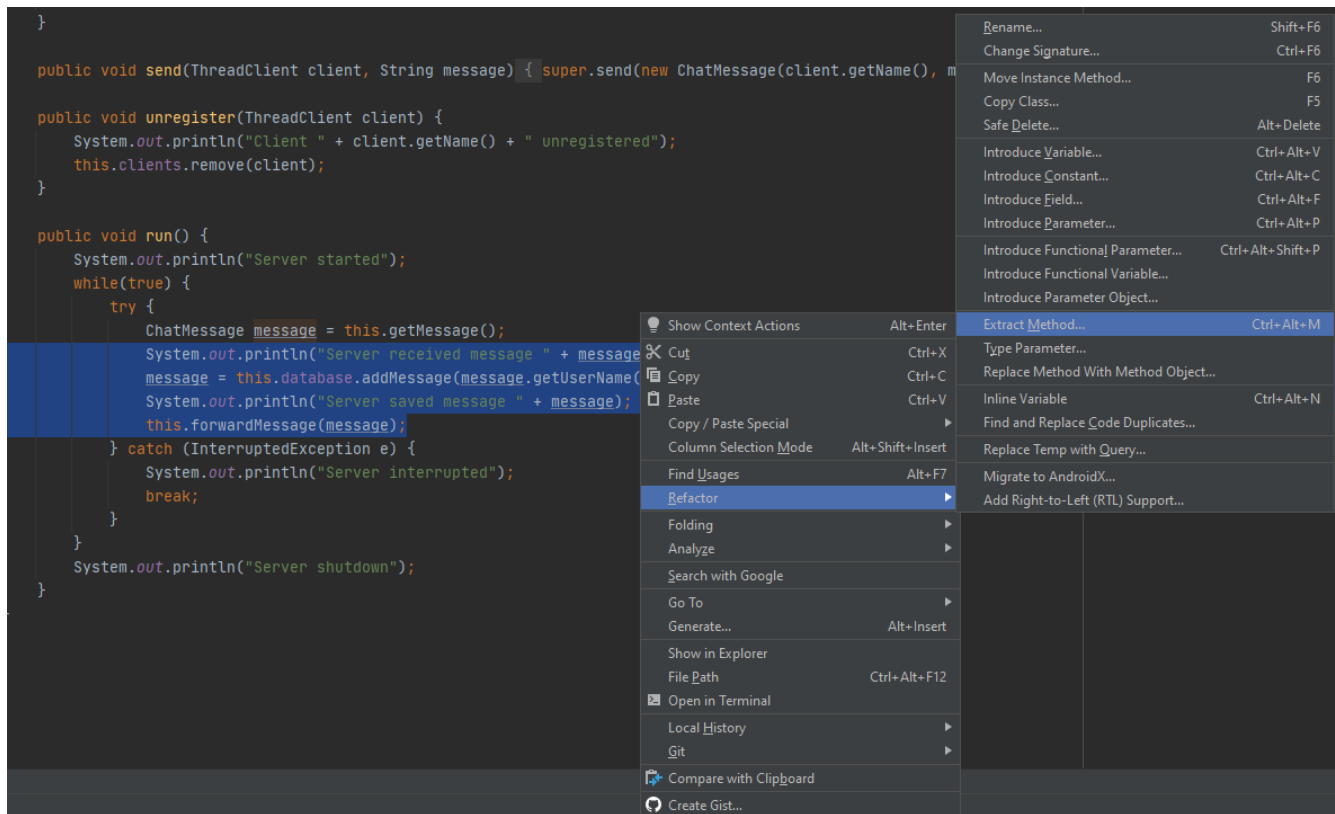 }
public void send(ThreadClient client, String message) { super.send(new ChatMessage(client.getName(), m
public void unregister(ThreadClient client) {
System.out.println("Client " + client.getName() + " unregistered");
this.clients.remove(client);
}
public void run() {
System.out.println("Server started");
while(true) {
try {
ChatMessage message = this.getMessage();
System.out.println("Server received message " + message
message = this.database.addMessage(message.getUserName(
System.out.println("Server saved message " + message);
this.forwardMessage(message);
} catch (InterruptedException e) {
System.out.println("Server interrupted");
break;
}
}
System.out.println("Server shutdown");
}
Show Context Actions Alt+Enter
Cut Ctrl+X
Copy Ctrl+C
Paste Ctrl+V
Copy / Paste Special
Column Selection Mode Alt+Shift+Insert
Find Usages Alt+F7
Refactor
Folding
Analyze
Search with Google
Go To
Generate... Alt+Insert
Show in Explorer
File Path Ctrl+Alt+F12
Open in Terminal
Local History
Git
Compare with Clipboard
Create Gist...
Rename... Shift+F6
Change Signature... Ctrl+F6
Move Instance Method... F6
Copy Class... F5
Safe Delete... Alt+Delete
Introduce Variable... Ctrl+Alt+V
Introduce Constant... Ctrl+Alt+C
Introduce Field... Ctrl+Alt+F
Introduce Parameter... Ctrl+Alt+P
Introduce Functional Parameter... Ctrl+Alt+Shift+P
Introduce Functional Variable...
Introduce Parameter Object...
Extract Method... Ctrl+Alt+M
Type Parameter...
Replace Method With Method Object...
Inline Variable Ctrl+Alt+N
Find and Replace Code Duplicates...
Replace Temp with Query...
Migrate to AndroidX...
Add Right-to-Left (RTL) Support...